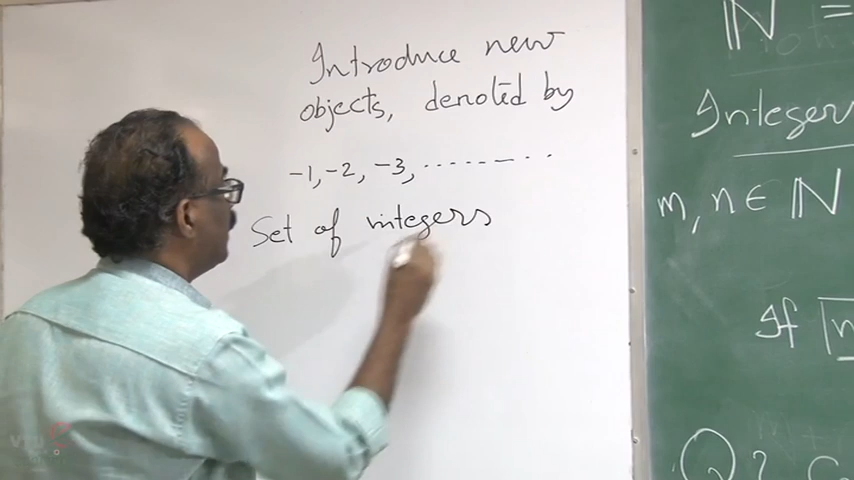 Introduce new
objects, denoted by
-1, -2, -3, ..........
Set of integers
ℕ =
Integers
m, n ∈ ℕ
If
Q?